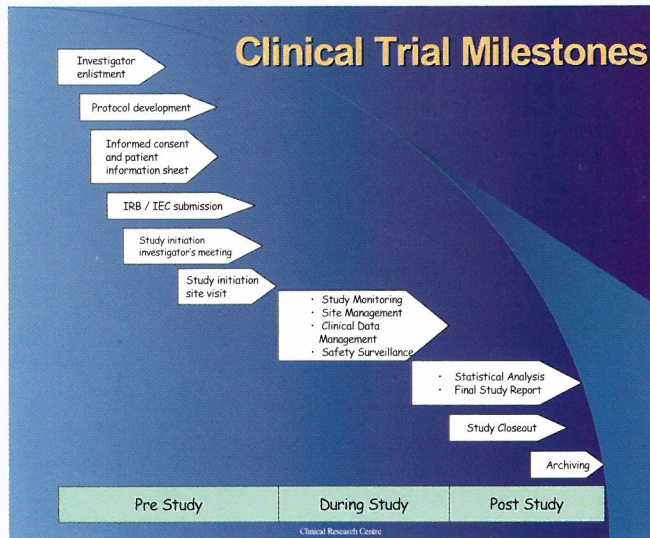 Clinical Trial Milestones
Investigator
enlistment
Protocol development
Informed consent
and patient
information sheet
IRB / IEC submission
Study initiation
investigator's meeting
Study initiation
site visit
· Study Monitoring
· Site Management
· Clinical Data
Management
· Safety Surveillance
· Statistical Analysis
· Final Study Report
Study Closeout
Archiving
Pre Study
During Study
Post Study
Clinical Research Centre